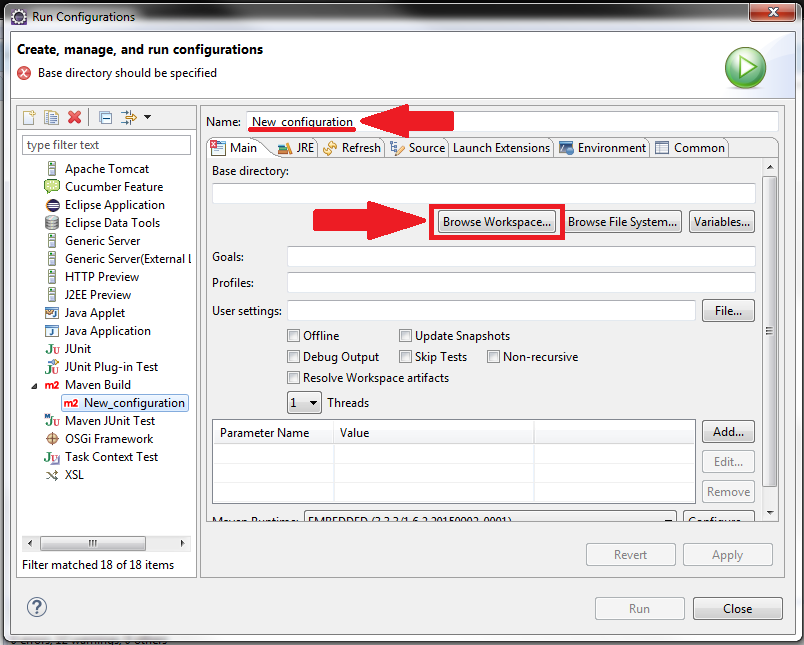 Run Configurations
Create, manage, and run configurations
Base directory should be specified
type filter text
Apache Tomcat
Cucumber Feature
Eclipse Application
Eclipse Data Tools
Generic Server
Generic Server(External l
HTTP Preview
J2EE Preview
Java Applet
Java Application
Ju JUnit
JUnit Plug-in Test
m2 Maven Build
m2 New_configuration
Maven JUnit Test
OSGi Framework
Task Context Test
XSL
Filter matched 18 of 18 items
Name: New_configuration
Main JRE Refresh Source Launch Extensions Environment Common
Base directory:
Browse Workspace... Browse File System... Variables...
Goals:
Profiles:
User settings: File...
Offline Update Snapshots
Debug Output Skip Tests Non-recursive
Resolve Workspace artifacts
1 Threads
Parameter Name Value Add...
Edit...
Remove
Maven Runtime: Configure...
Revert Apply
Run Close